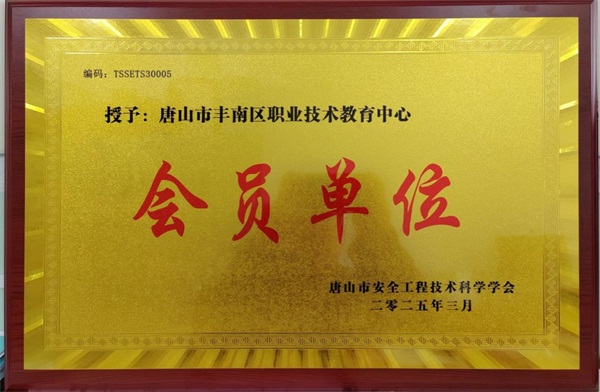 编码：TSSETS30005
授予：唐山市丰南区职业技术教育中心
会员单位
唐山市安全工程技术科学学会
二零二五年三月